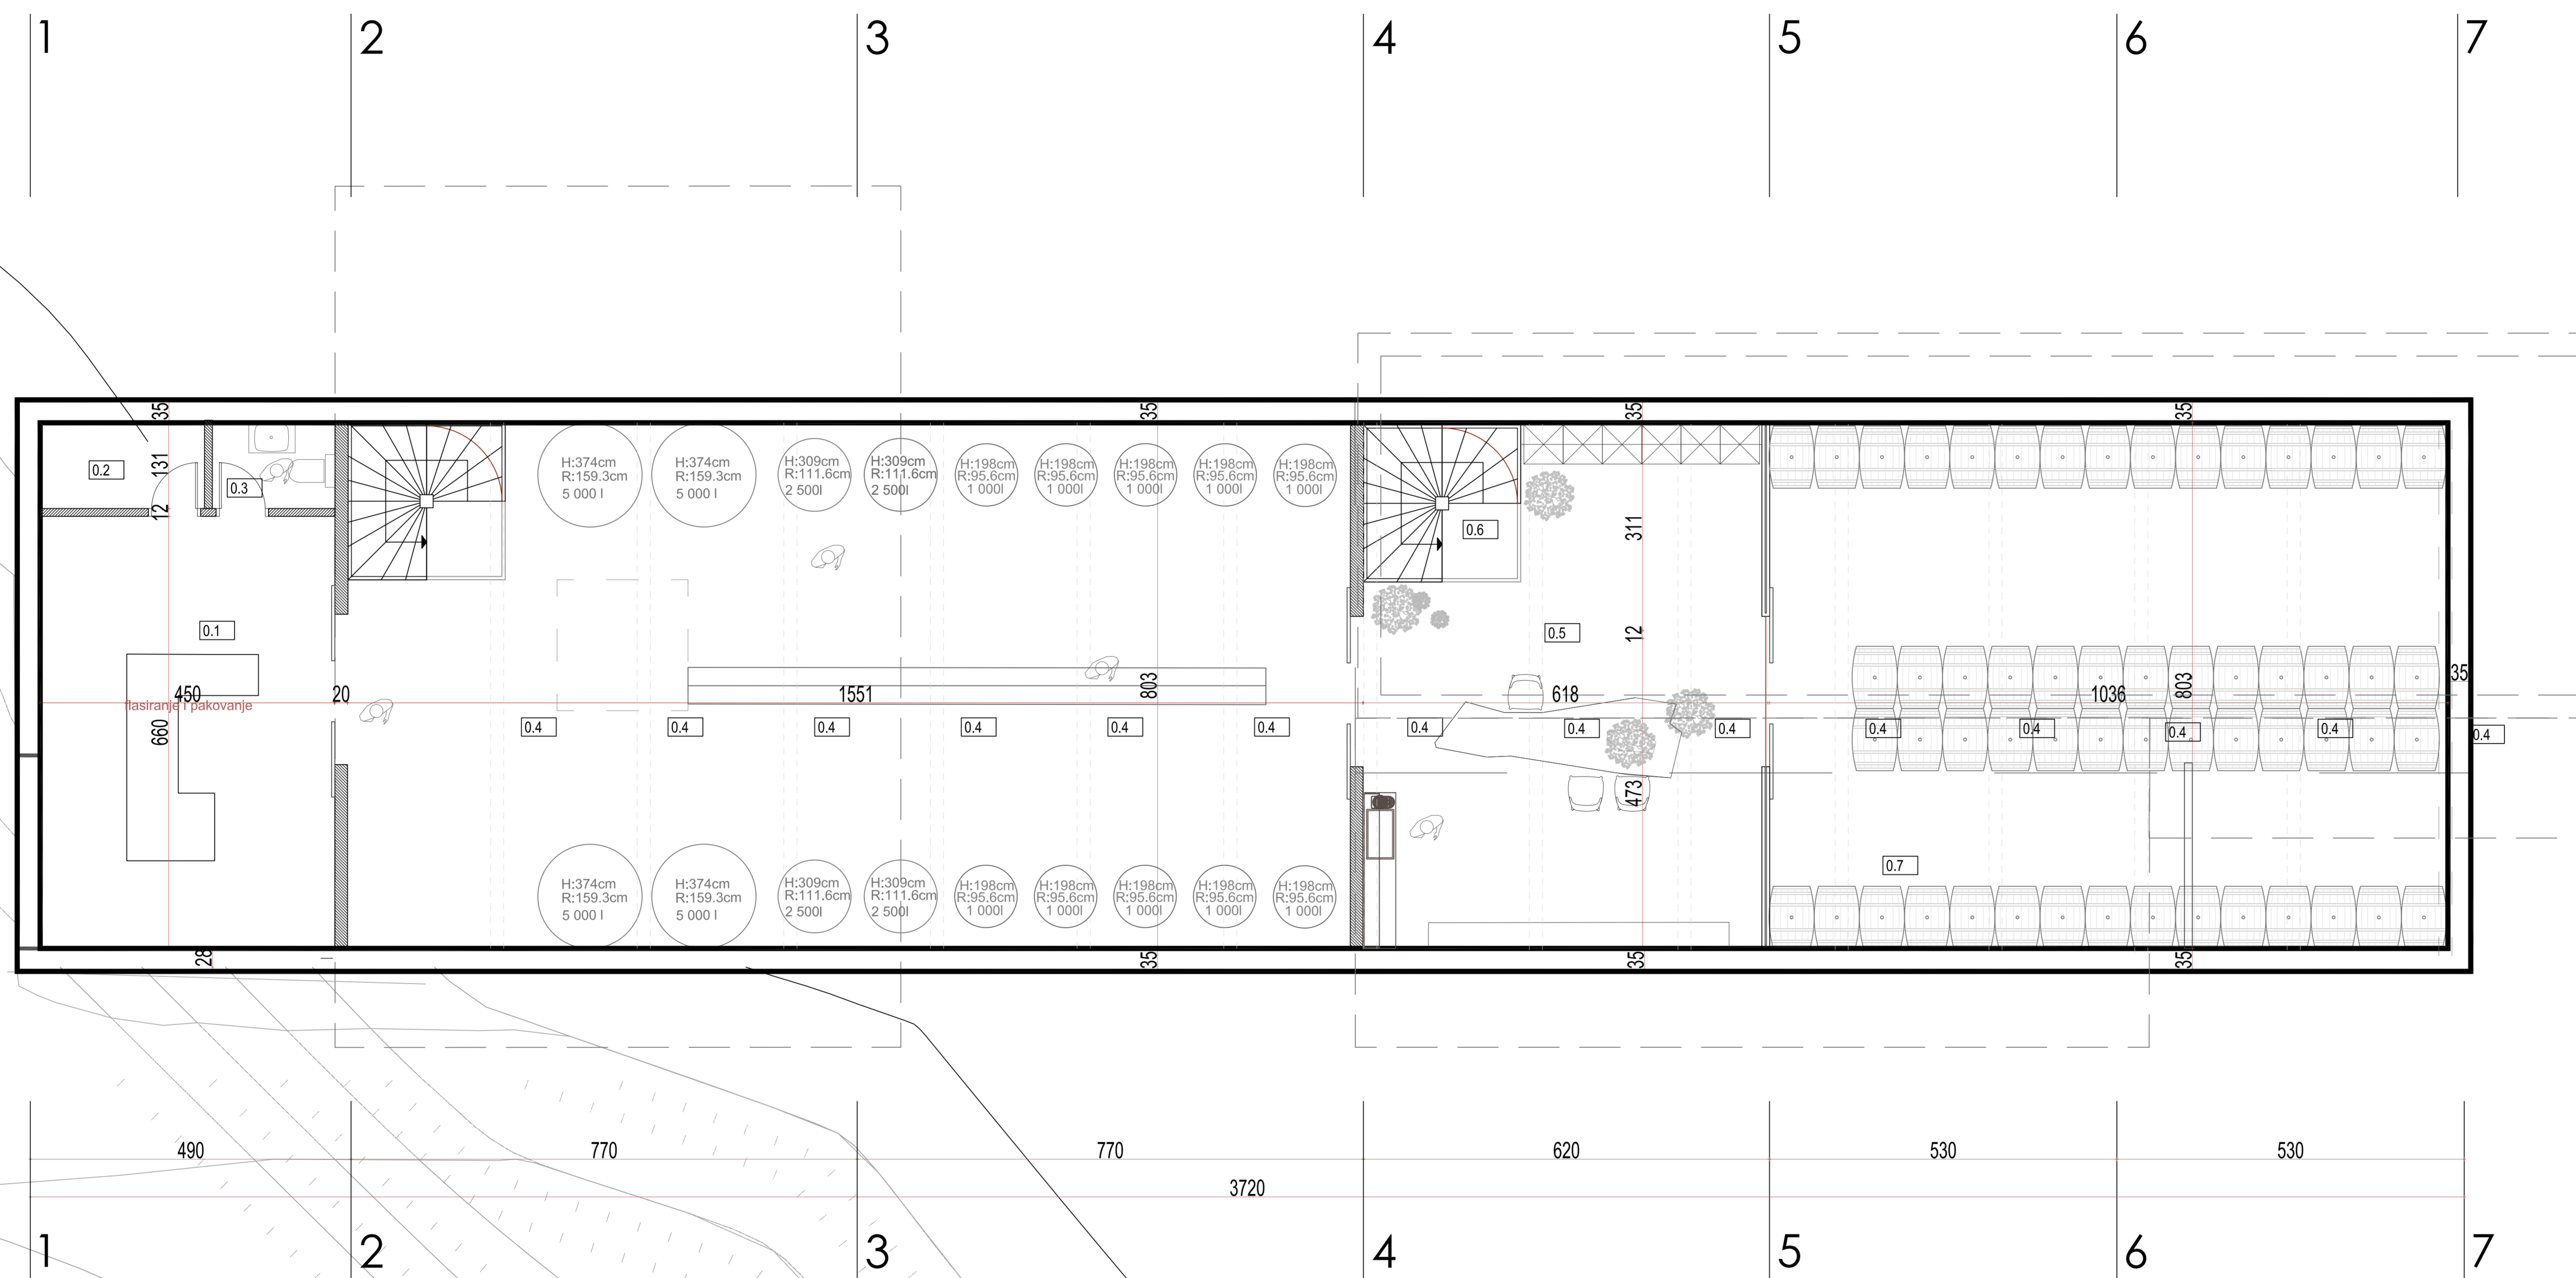 1 2 3 4 5 6 7
35 35 35 35
0.2 131 0.3 12
H:374cm
R:159.3cm
5 000 l
H:374cm
R:159.3cm
5 000 l
H:309cm
R:111.6cm
2 500l
H:309cm
R:111.6cm
2 500l
H:198cm
R:95.6cm
1 000l
H:198cm
R:95.6cm
1 000l
H:198cm
R:95.6cm
1 000l
H:198cm
R:95.6cm
1 000l
H:198cm
R:95.6cm
1 000l
0.6 311
0.1 0.5 12
450 20 1551 803 618 1036 803 35
flasiranje i pakovanje
660 0.4 0.4 0.4 0.4 0.4 0.4 0.4 0.4 0.4 0.4 0.4 0.4 0.4 0.4
473
0.7
H:374cm
R:159.3cm
5 000 l
H:374cm
R:159.3cm
5 000 l
H:309cm
R:111.6cm
2 500l
H:309cm
R:111.6cm
2 500l
H:198cm
R:95.6cm
1 000l
H:198cm
R:95.6cm
1 000l
H:198cm
R:95.6cm
1 000l
H:198cm
R:95.6cm
1 000l
H:198cm
R:95.6cm
1 000l
28 35 35 35
490 770 770 620 530 530
3720
1 2 3 4 5 6 7